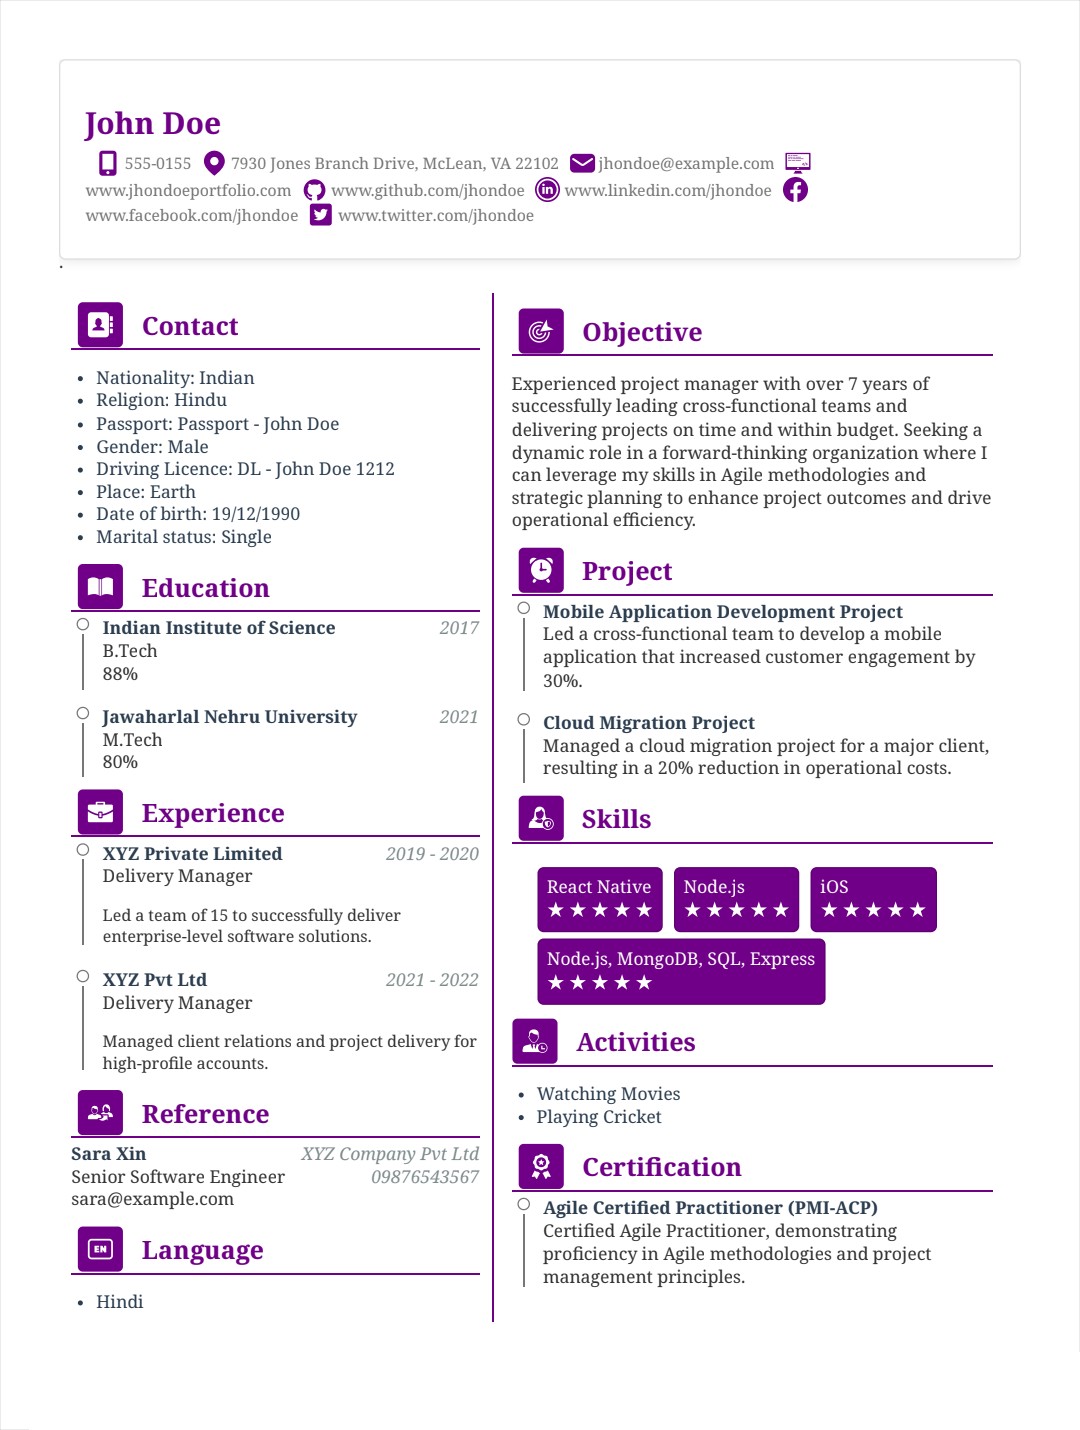 John Doe
555-0155 7930 Jones Branch Drive, McLean, VA 22102 jhondoe@example.com
www.jhondoeportfolio.com www.github.com/jhondoe www.linkedin.com/jhondoe
www.facebook.com/jhondoe www.twitter.com/jhondoe
.
Contact
• Nationality: Indian
• Religion: Hindu
• Passport: Passport - John Doe
• Gender: Male
• Driving Licence: DL - John Doe 1212
• Place: Earth
• Date of birth: 19/12/1990
• Marital status: Single
Education
Indian Institute of Science 2017
B.Tech
88%
Jawaharlal Nehru University 2021
M.Tech
80%
Experience
XYZ Private Limited 2019 - 2020
Delivery Manager
Led a team of 15 to successfully deliver
enterprise-level software solutions.
XYZ Pvt Ltd 2021 - 2022
Delivery Manager
Managed client relations and project delivery for
high-profile accounts.
Reference
Sara Xin XYZ Company Pvt Ltd
Senior Software Engineer 09876543567
sara@example.com
EN Language
• Hindi
Objective
Experienced project manager with over 7 years of
successfully leading cross-functional teams and
delivering projects on time and within budget. Seeking a
dynamic role in a forward-thinking organization where I
can leverage my skills in Agile methodologies and
strategic planning to enhance project outcomes and drive
operational efficiency.
Project
Mobile Application Development Project
Led a cross-functional team to develop a mobile
application that increased customer engagement by
30%.
Cloud Migration Project
Managed a cloud migration project for a major client,
resulting in a 20% reduction in operational costs.
Skills
React Native Node.js iOS
★ ★ ★ ★ ★ ★ ★ ★ ★ ★ ★ ★ ★ ★ ★
Node.js, MongoDB, SQL, Express
★ ★ ★ ★ ★
Activities
• Watching Movies
• Playing Cricket
Certification
Agile Certified Practitioner (PMI-ACP)
Certified Agile Practitioner, demonstrating
proficiency in Agile methodologies and project
management principles.